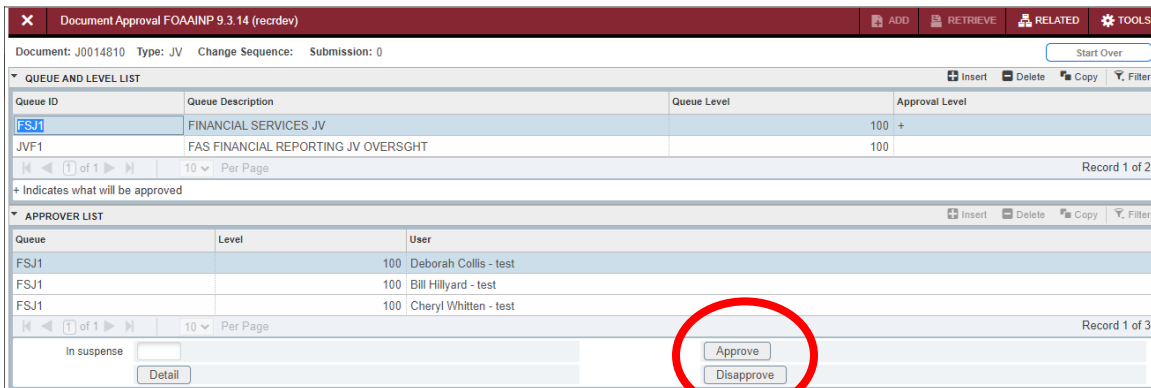 Document Approval FOAAINP 9.3.14 (recrdev) ADD RETRIEVE RELATED TOOLS
Document: J0014810 Type: JV Change Sequence: Submission: 0 Start Over
QUEUE AND LEVEL LIST Insert Delete Copy Filter
Queue ID Queue Description Queue Level Approval Level
FSJ1 FINANCIAL SERVICES JV 100 +
JVF1 FAS FINANCIAL REPORTING JV OVERSGHT 100
1 of 1 10 Per Page Record 1 of 2
+ Indicates what will be approved
APPROVER LIST Insert Delete Copy Filter
Queue Level User
FSJ1 100 Deborah Collis - test
FSJ1 100 Bill Hillyard - test
FSJ1 100 Cheryl Whitten - test
1 of 1 10 Per Page Record 1 of 3
In suspense Approve
Detail Disapprove